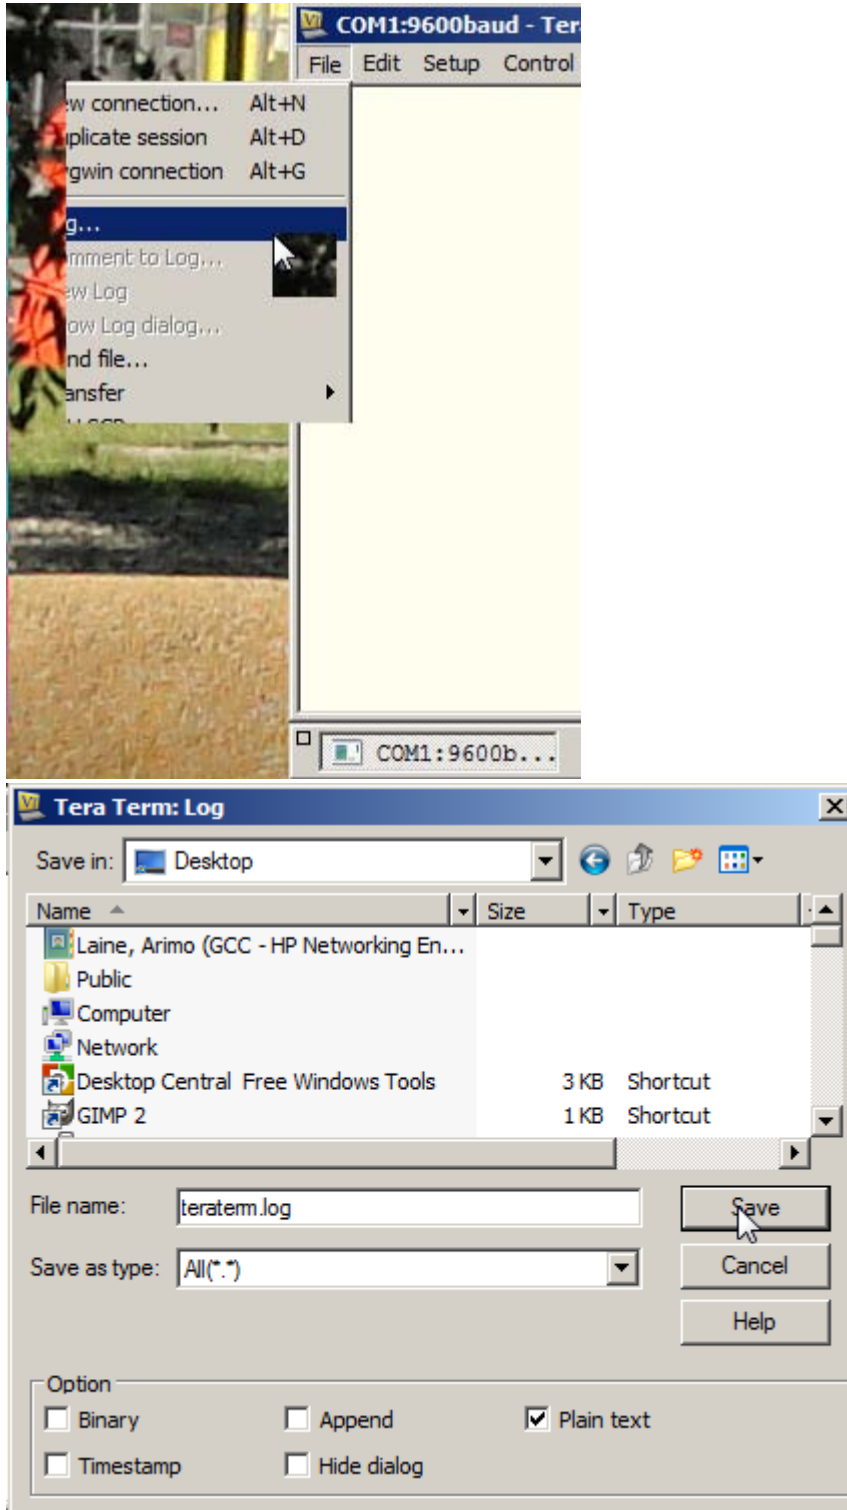 COM1:9600baud - Ter
File Edit Setup Control
w connection... Alt+N
plicate session Alt+D
gwin connection Alt+G
g...
mment to Log...
ew Log
ow Log dialog...
nd file...
ansfer
COM1:9600b...
Tera Term: Log
Save in: Desktop
Name Size Type
Laine, Arimo (GCC - HP Networking En...
Public
Computer
Network
Desktop Central Free Windows Tools 3 KB Shortcut
GIMP 2 1 KB Shortcut
File name: teraterm.log Save
Save as type: All(*.*) Cancel
Help
Option
Binary Append Plain text
Timestamp Hide dialog